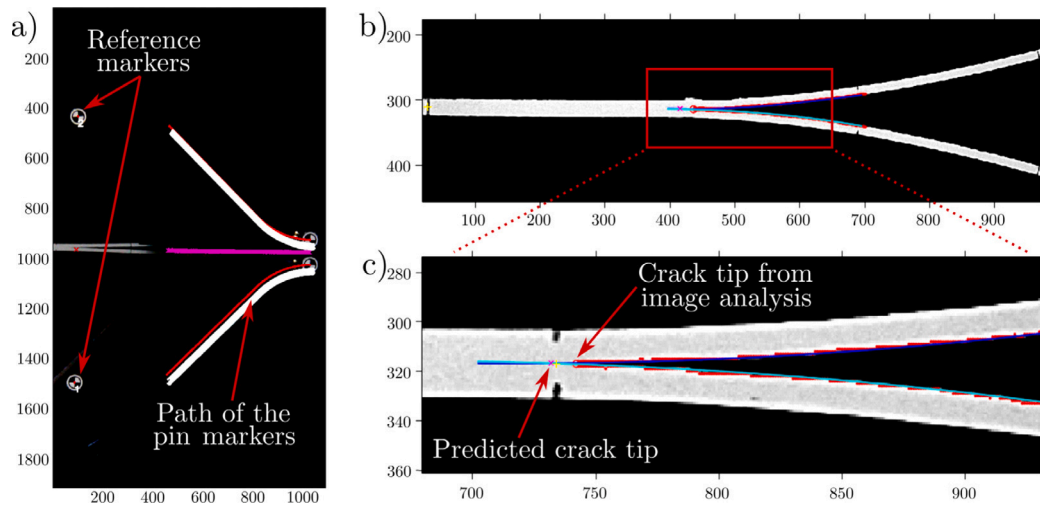 a)
Reference
markers
200
400
600
800
1000
1200
1400
1600
1800
200 400 600 800 1000
Path of the
pin markers
b)
200
300
400
100 200 300 400 500 600 700 800 900
c)
280
300
320
340
360
700 750 800 850 900
Crack tip from
image analysis
Predicted crack tip